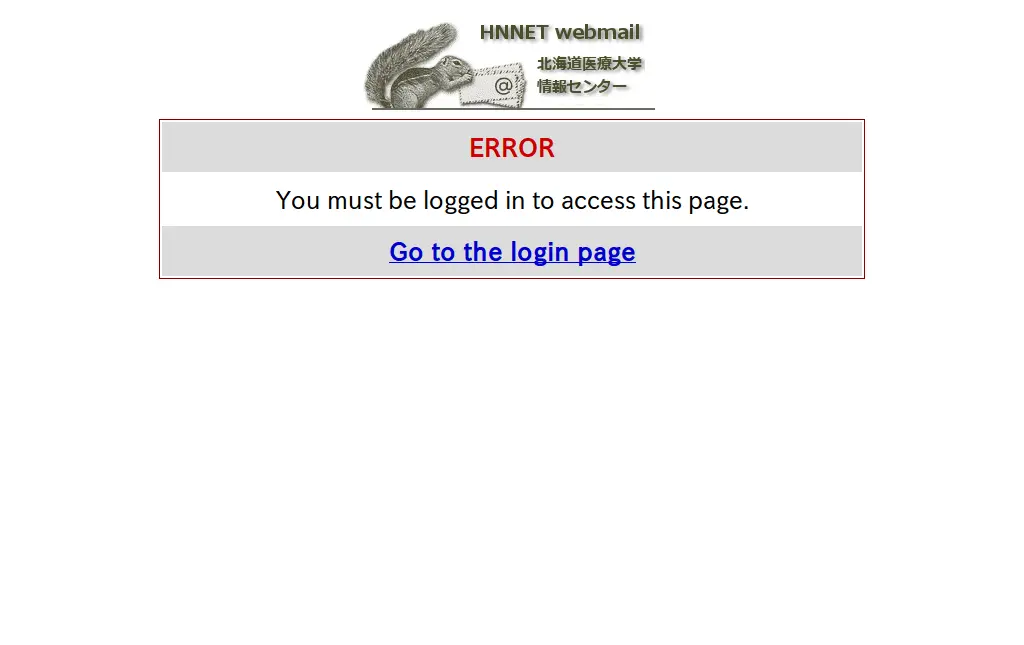 HNNET webmail
北海道医療大学
@
情報センター
ERROR
You must be logged in to access this page.
Go to the login page